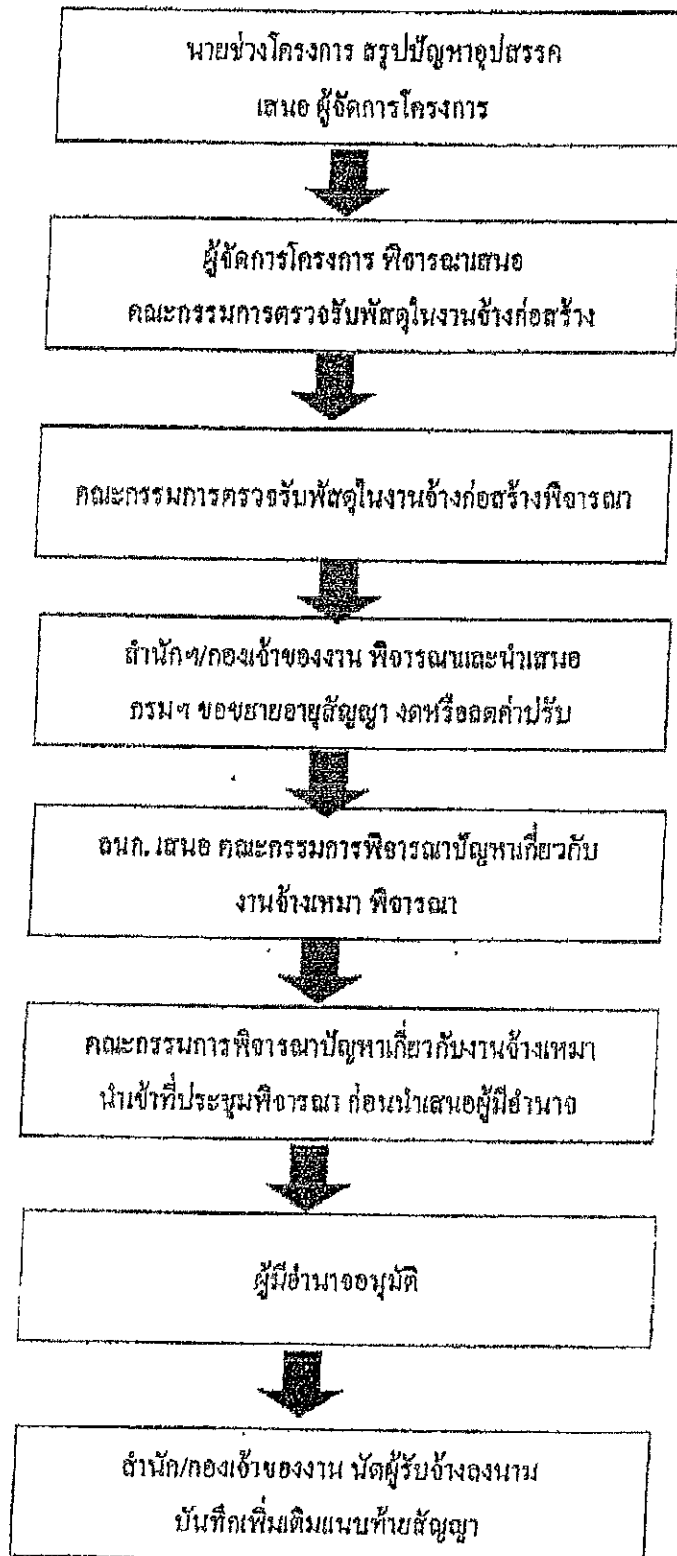 นายช่างโครงการ สรุปปัญหาอุปสรรค
เสนอ ผู้จัดการโครงการ
ผู้จัดการโครงการ พิจารณาเสนอ
คณะกรรมการตรวจรับพัสดุในงานจ้างก่อสร้าง
คณะกรรมการตรวจรับพัสดุในงานจ้างก่อสร้างพิจารณา
สำนักฯ/กองเจ้าของงาน พิจารณาและนำเสนอ
กรมฯ ขอขยายอายุสัญญา งดหรือลดค่าปรับ
อนก. เสนอ คณะกรรมการพิจารณาปัญหาเกี่ยวกับ
งานจ้างเหมา พิจารณา
คณะกรรมการพิจารณาปัญหาเกี่ยวกับงานจ้างเหมา
นำเข้าที่ประชุมพิจารณา ก่อนนำเสนอผู้มีอำนาจ
ผู้มีอำนาจอนุมัติ
สำนัก/กองเจ้าของงาน นัดผู้รับจ้างลงนาม
บันทึกเพิ่มเติมแนบท้ายสัญญา